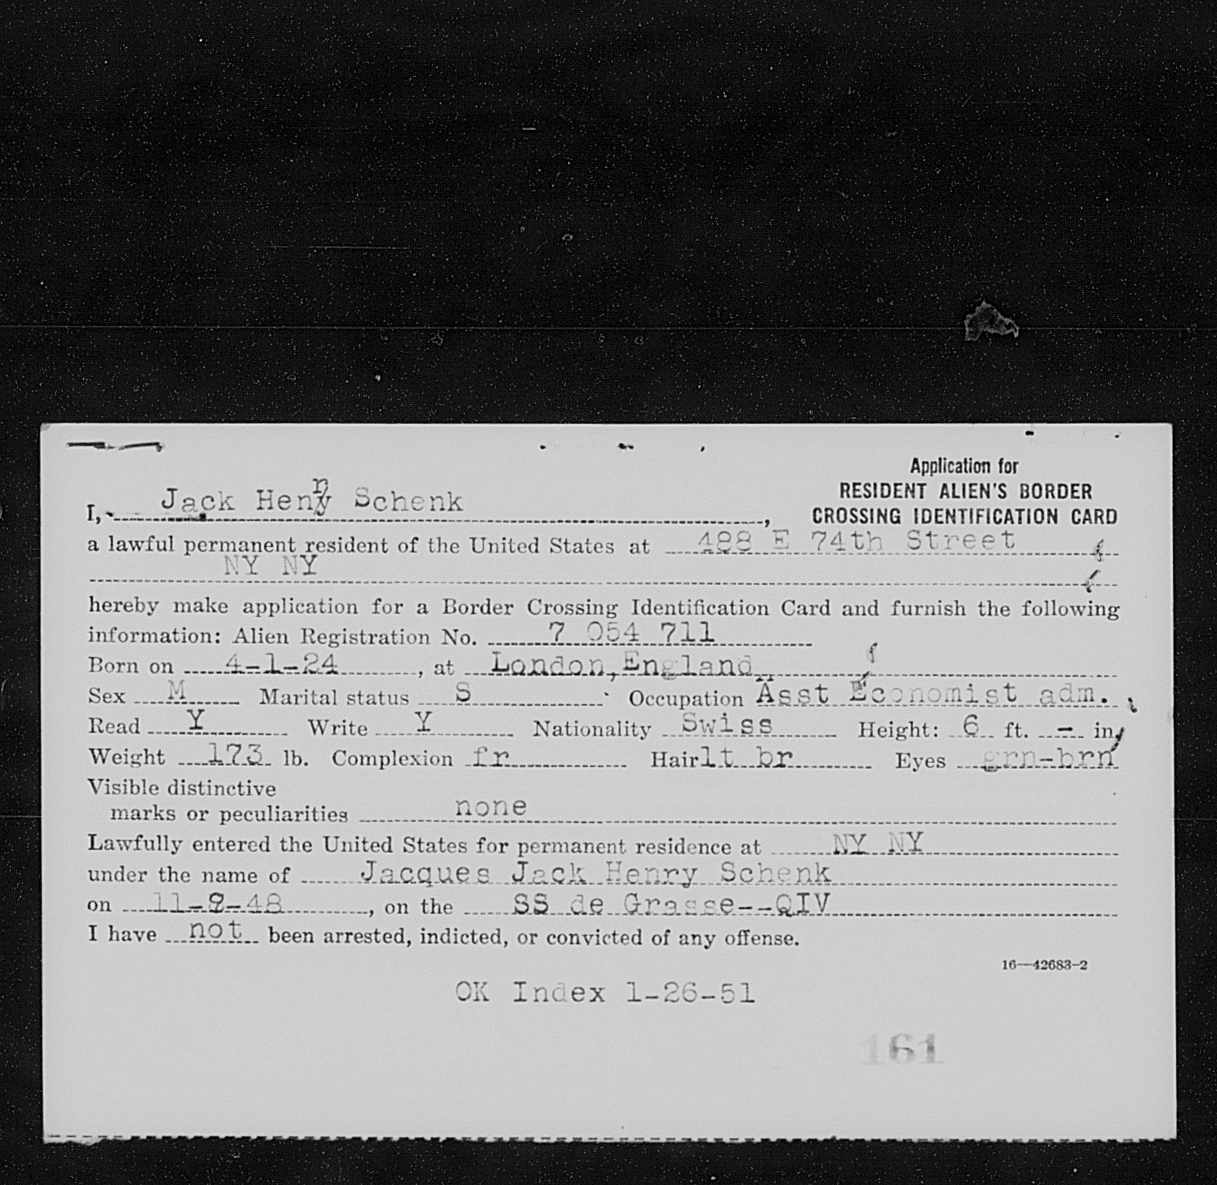 Application for
RESIDENT ALIEN'S BORDER
CROSSING IDENTIFICATION CARD
I, Jack Henry Schenk,
a lawful permanent resident of the United States at 488 E 74th Street
NY NY
hereby make application for a Border Crossing Identification Card and furnish the following
information: Alien Registration No. 7 054 711
Born on 4-1-24, at London, England
Sex M Marital status S Occupation Asst Economist adm.
Read Y Write Y Nationality Swiss Height: 6 ft. - in.
Weight 173 lb. Complexion fr Hair lt br Eyes grn-brn
Visible distinctive
marks or peculiarities none
Lawfully entered the United States for permanent residence at NY NY
under the name of Jacques Jack Henry Schenk
on , on the SS de Grasse--QIV
I have not been arrested, indicted, or convicted of any offense.
16—42683-2
OK Index 1-26-51
161